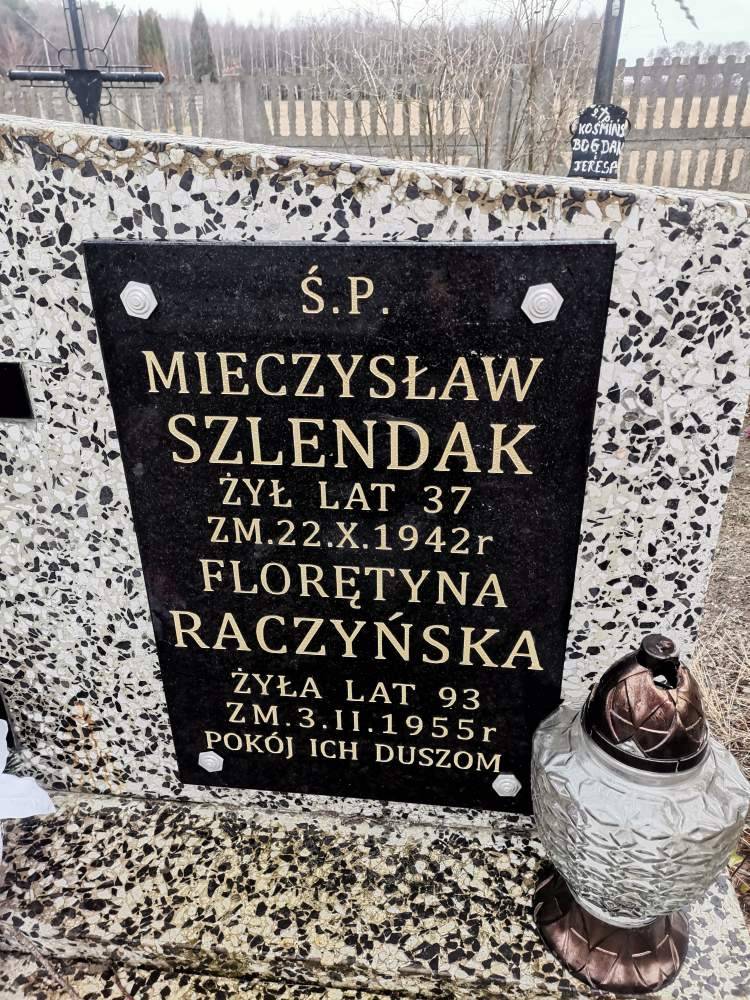 Ś.P.
MIECZYSŁAW
SZLENDAK
ŻYŁ LAT 37
ZM.22.X.1942r
FLORĘTYNA
RACZYŃSKA
ŻYŁA LAT 93
ZM.3.II.1955r
POKÓJ ICH DUSZOM